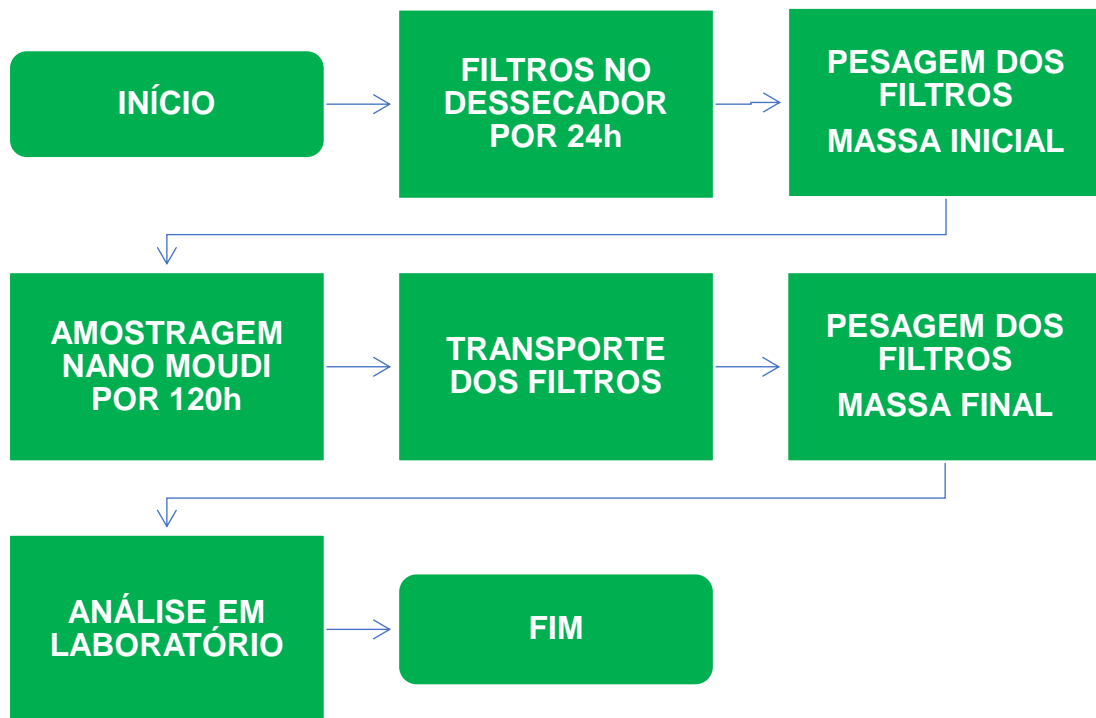 INÍCIO
FILTROS NO
DESSECADOR
POR 24h
PESAGEM DOS
FILTROS
MASSA INICIAL
AMOSTRAGEM
NANO MOUDI
POR 120h
TRANSPORTE
DOS FILTROS
PESAGEM DOS
FILTROS
MASSA FINAL
ANÁLISE EM
LABORATÓRIO
FIM